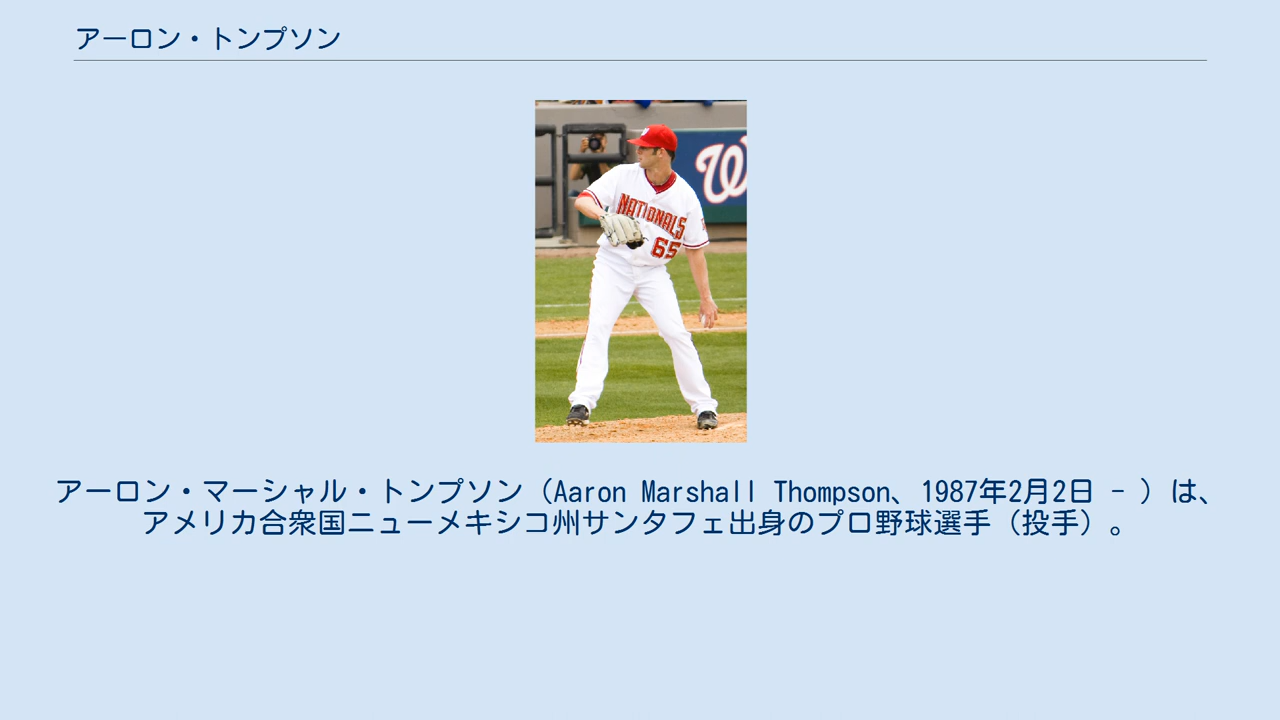 アーロン・トンプソン
W
NATIONALS
65
アーロン・マーシャル・トンプソン（Aaron Marshall Thompson、1987年2月2日 - ）は、
アメリカ合衆国ニューメキシコ州サンタフェ出身のプロ野球選手（投手）。